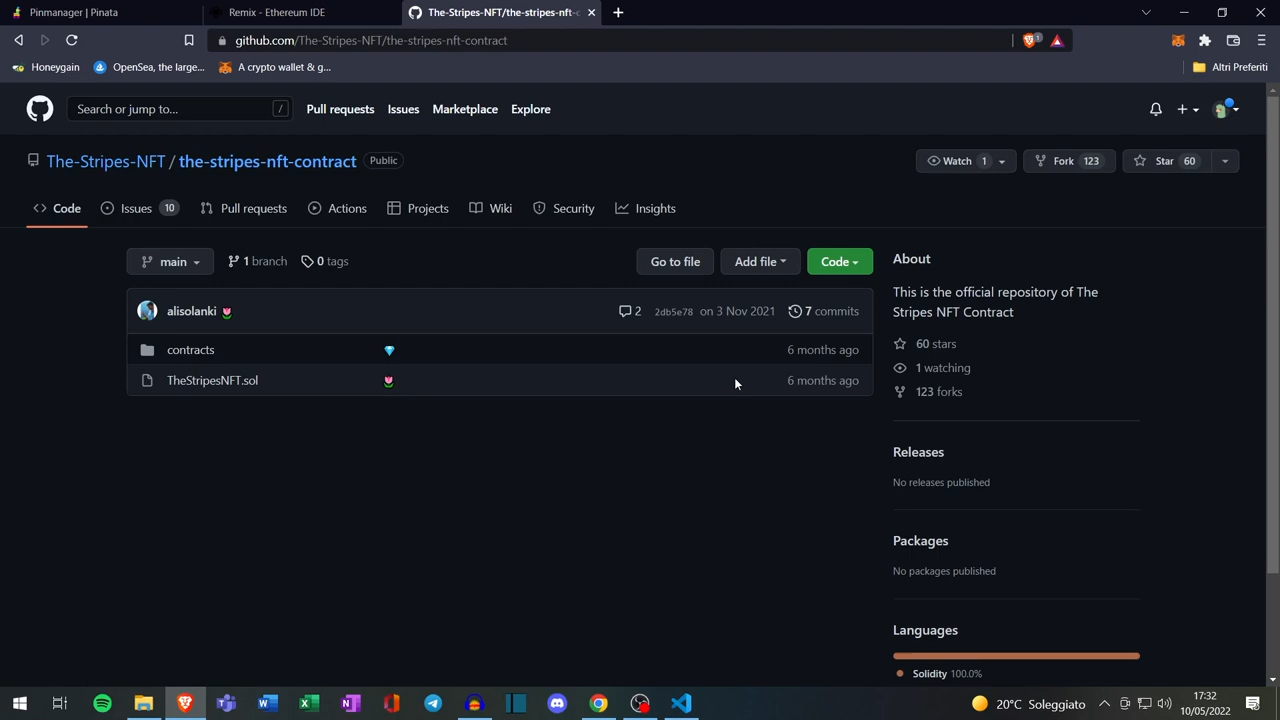 Pinmanager | Pinata
Remix - Ethereum IDE
The-Stripes-NFT/the-stripes-nft-c
github.com/The-Stripes-NFT/the-stripes-nft-contract
1
Honeygain
OpenSea, the large...
A crypto wallet & g...
Altri Preferiti
Search or jump to...
/
Pull requests
Issues
Marketplace
Explore
The-Stripes-NFT / the-stripes-nft-contract
Public
Watch 1
Fork 123
Star 60
Code
Issues 10
Pull requests
Actions
Projects
Wiki
Security
Insights
main
1 branch
0 tags
Go to file
Add file
Code
About
This is the official repository of The
Stripes NFT Contract
alisolanki
2
2db5e78 on 3 Nov 2021
7 commits
contracts
6 months ago
TheStripesNFT.sol
6 months ago
60 stars
1 watching
123 forks
Releases
No releases published
Packages
No packages published
Languages
Solidity 100.0%
20°C Soleggiato
17:32
10/05/2022